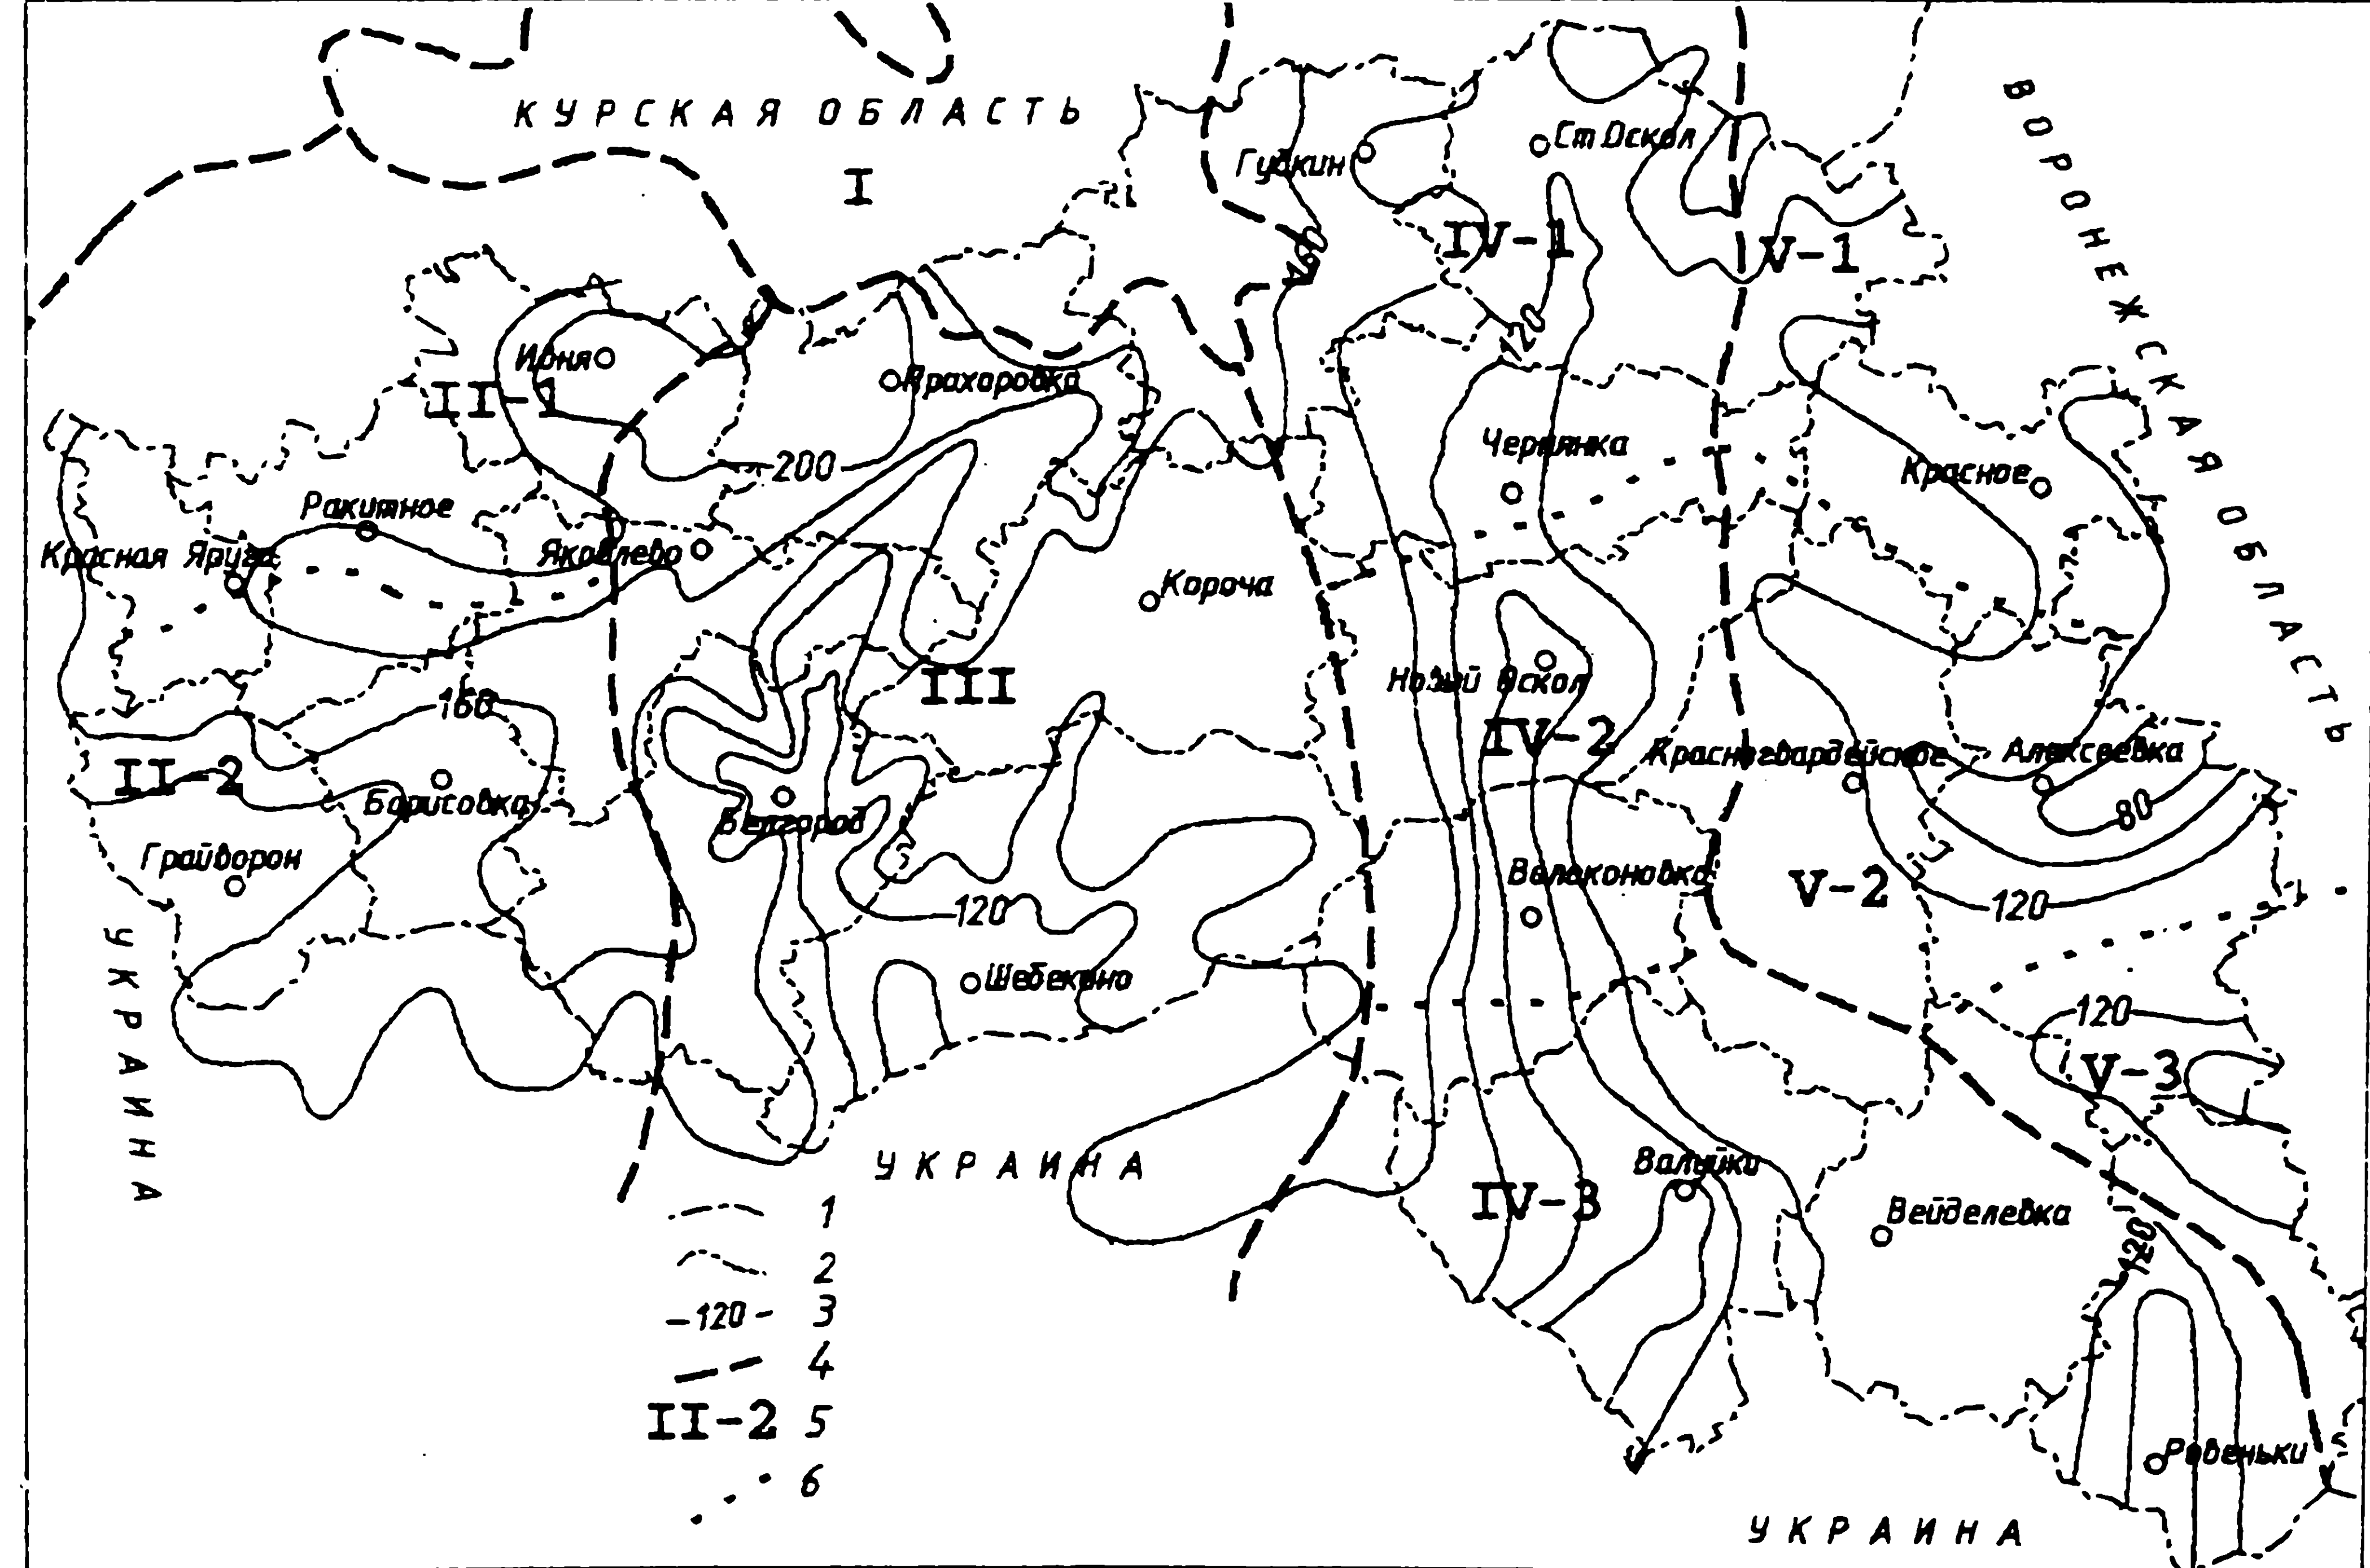 КУРСКАЯ ОБЛАСТЬ
I
ВОРОНЕЖСКАЯ ОБЛАСТЬ
Ст Оскол
Губкин
IV-1
V-1
120
Ивня
Прахоровка
II-1
200
Чернянка
Красное
Ракитное
Красная Яруга
Яковлево
Короча
III
Новый Оскол
160
IV-2
II-2
Красногвардейское
Алексеевка
Борисовка
Белгород
80
Грайворон
Волоконовка
V-2
120
120
Шебекино
УКРАИНА
120
V-3
УКРАИНА
Валуйки
IV-3
Вейделевка
120
1
2
-120- 3
4
II-2 5
6
Ровеньки
УКРАИНА